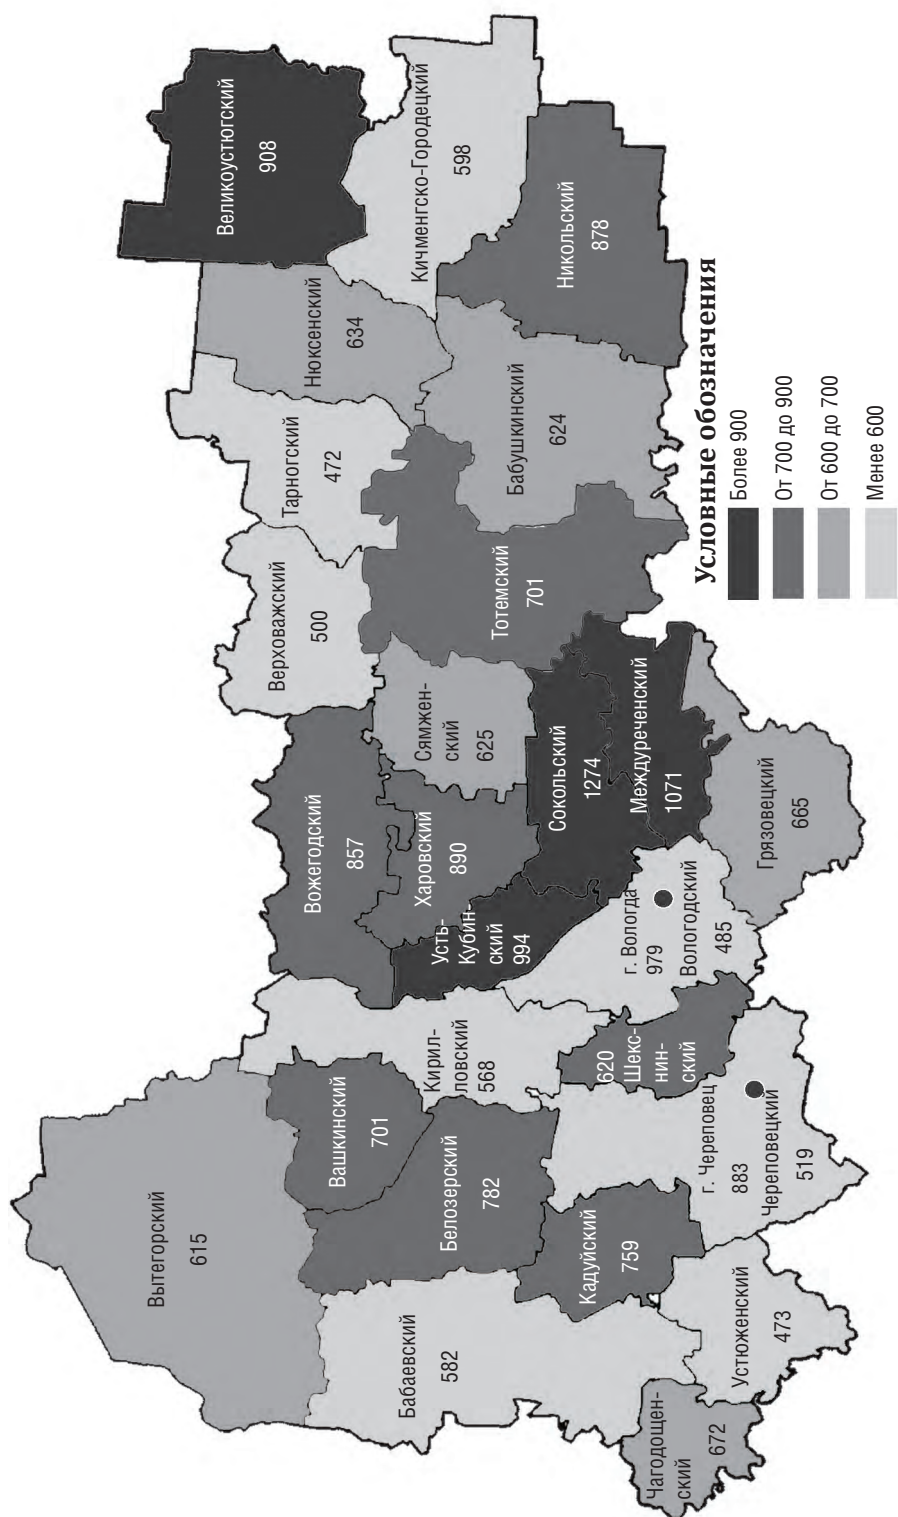 Вытегорский
615
Бабаевский
582
Чагодощен-
ский
672
Устюженский
473
Кадуйский
759
Белозерский
782
Вашкинский
701
Кирил-
ловский
568
г. Череповец
883
Череповецкий
519
620
Шекс-
нин-
ский
г. Вологда
979
Вологодский
485
Вожегодский
857
Усть-
Кубин-
ский
994
Харовский
890
Сямжен-
ский
625
Сокольский
1274
Междуреченский
1071
Грязовецкий
665
Верховажский
500
Тарногский
472
Тотемский
701
Нюксенский
634
Бабушкинский
624
Великоустюгский
908
Кичменгско-Городецкий
598
Никольский
878
Условные обозначения
Более 900
От 700 до 900
От 600 до 700
Менее 600